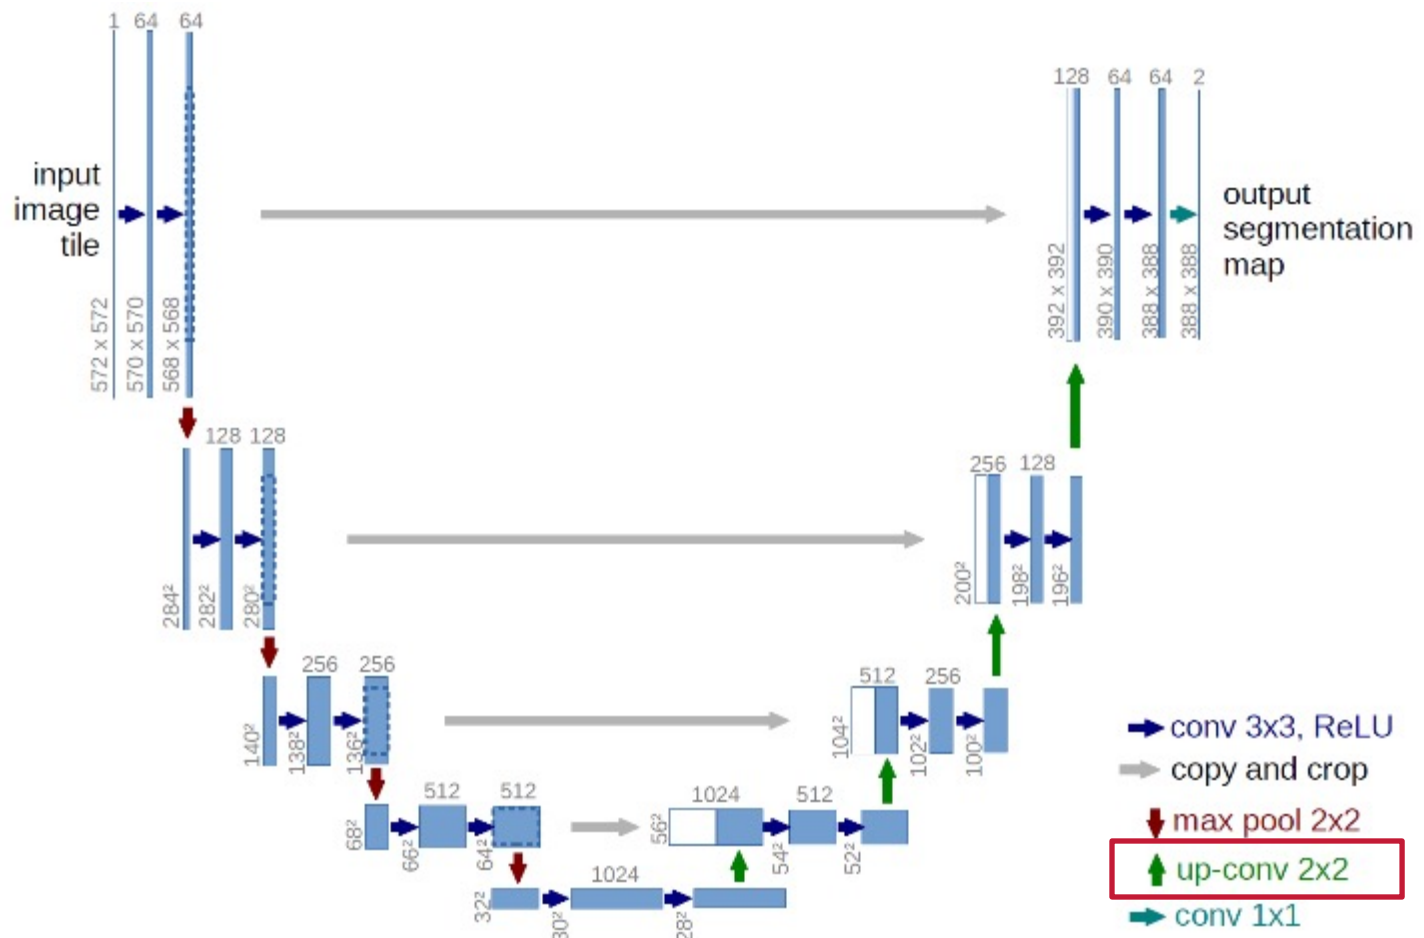 1 64 64
input
image
tile
572 x 572
570 x 570
568 x 568
128 64 64 2
output
segmentation
map
392 x 392
390 x 390
388 x 388
388 x 388
128 128
284²
282²
280²
256 128
200²
198²
196²
256 256
140²
138²
136²
512 256
104²
102²
100²
512 512
68²
66²
64²
1024 512
56²
54²
52²
1024
32²
30²
28²
conv 3x3, ReLU
copy and crop
max pool 2x2
up-conv 2x2
conv 1x1